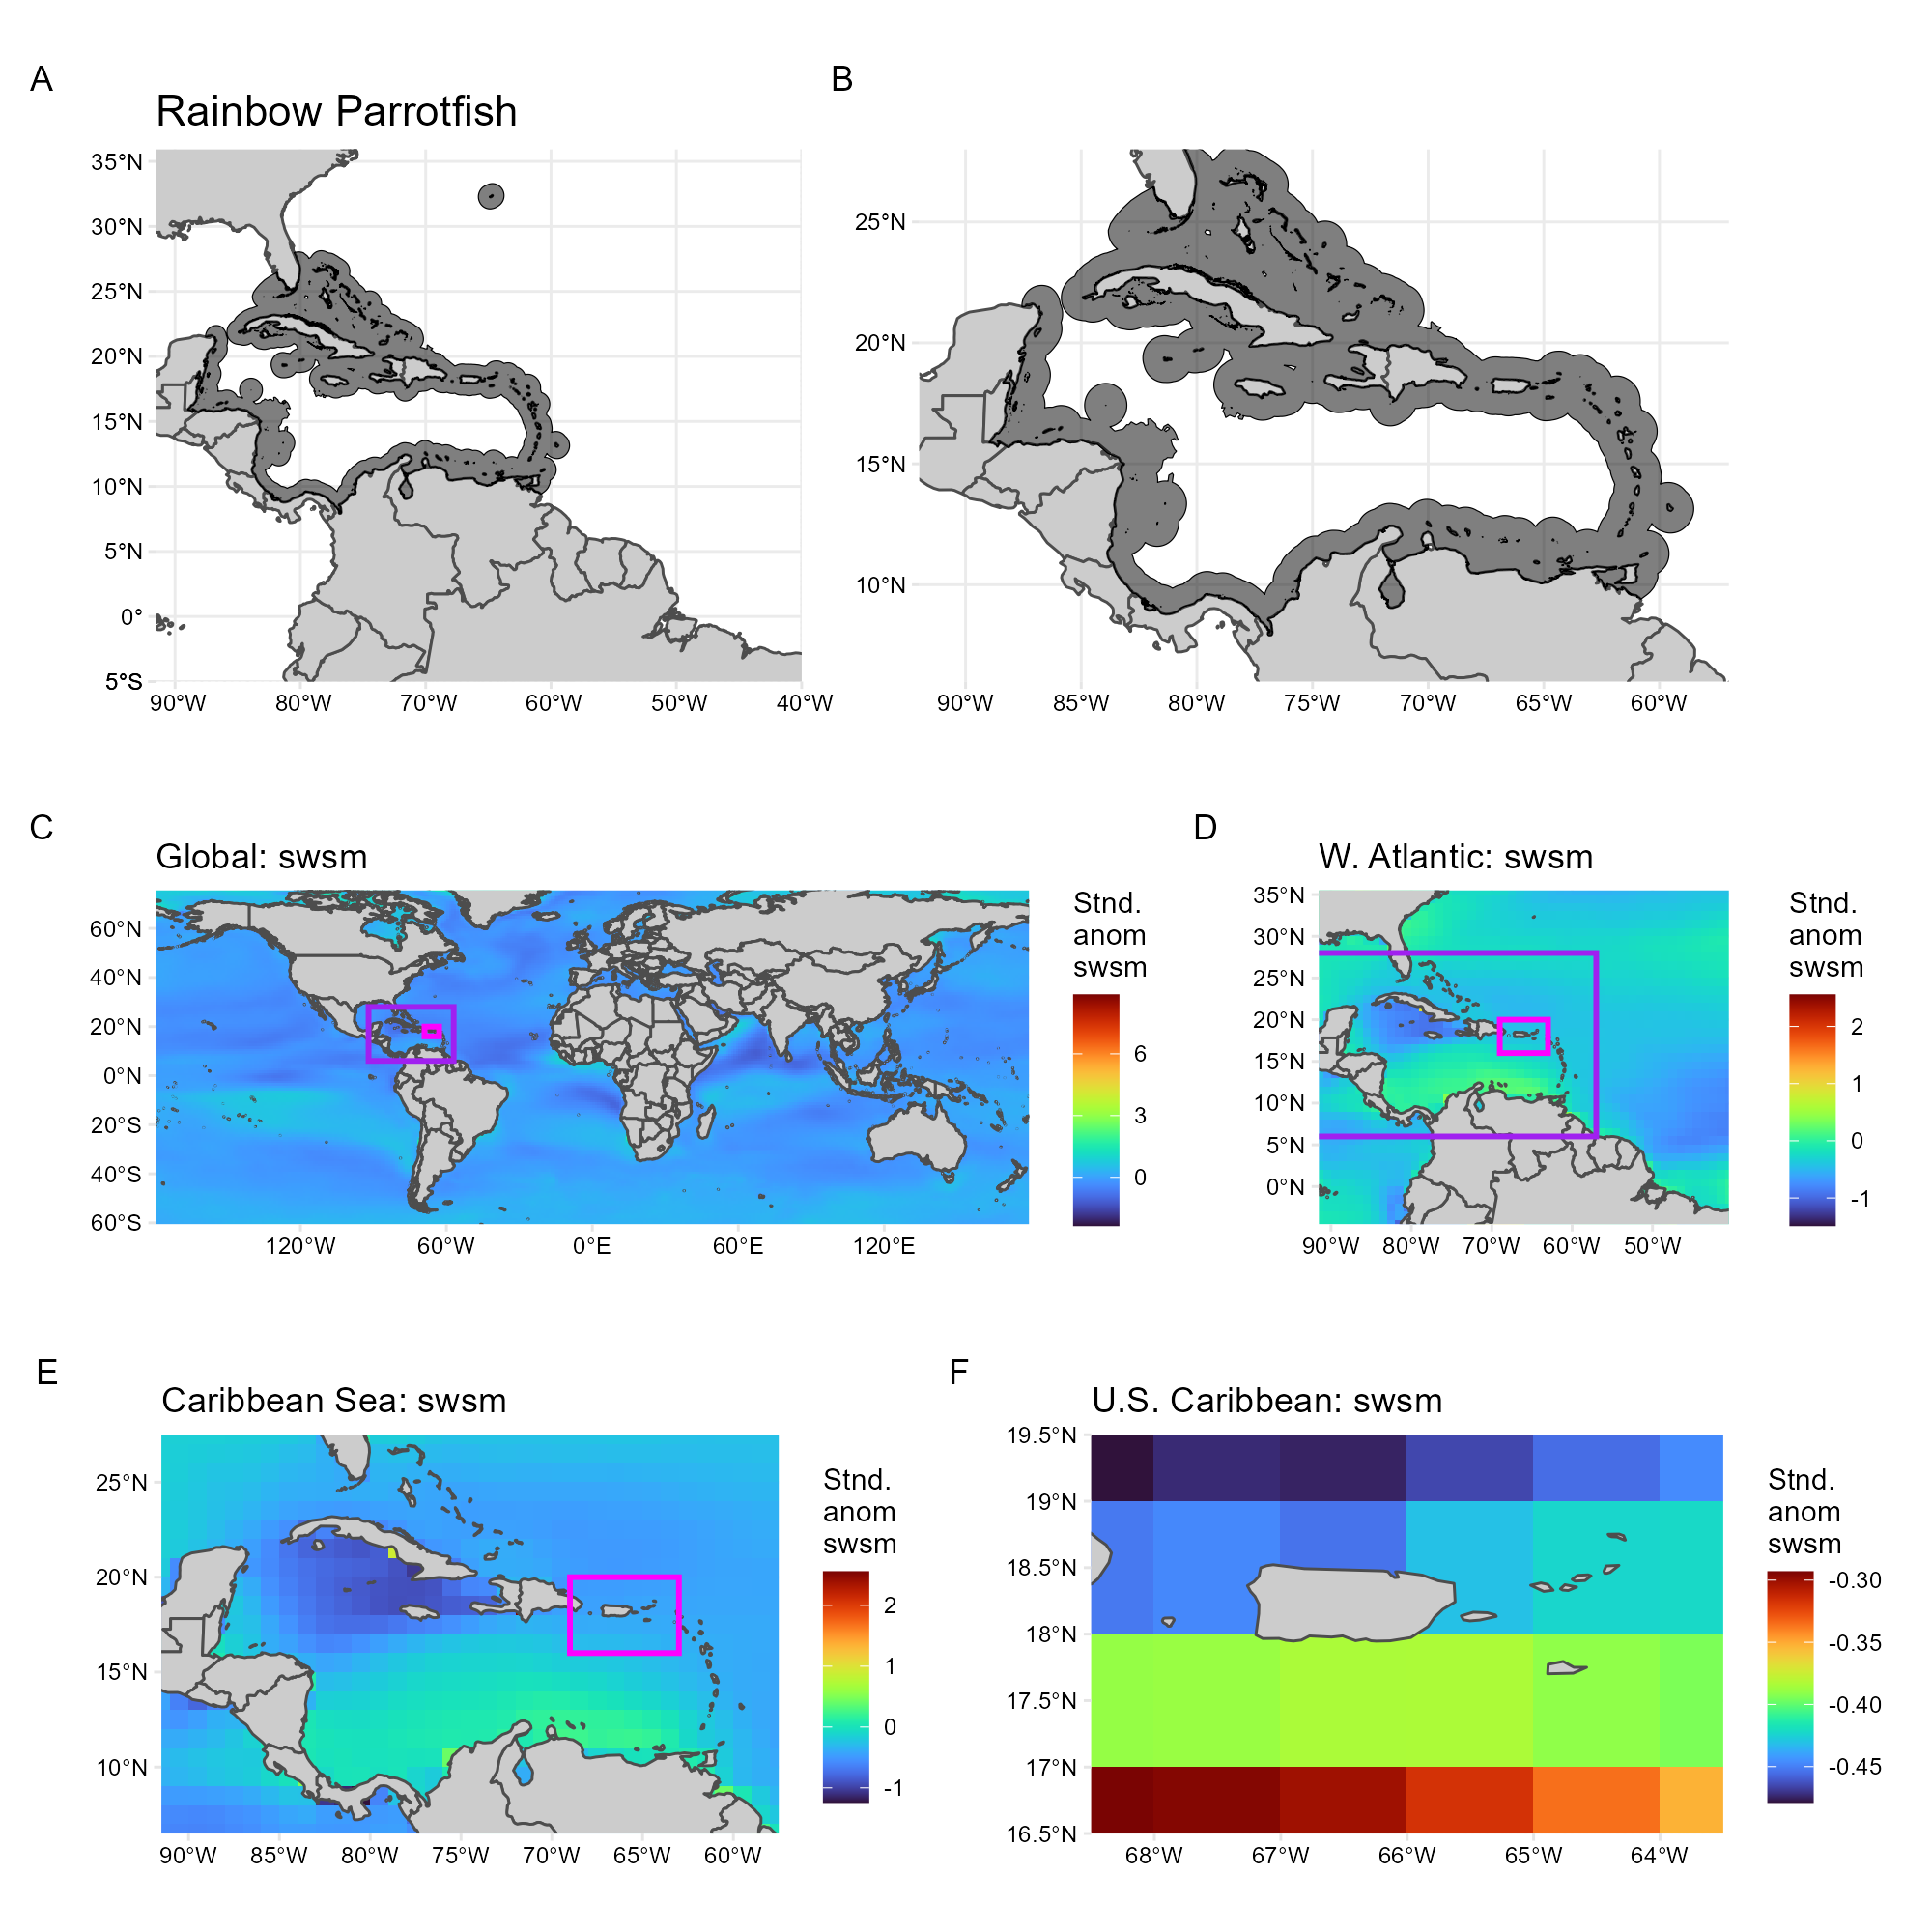 A
B
Rainbow Parrotfish
35°N
30°N
25°N
20°N
15°N
10°N
5°N
0°
5°S
90°W 80°W 70°W 60°W 50°W 40°W
25°N
20°N
15°N
10°N
90°W 85°W 80°W 75°W 70°W 65°W 60°W
C
Global: swsm
60°N
40°N
20°N
0°N
20°S
40°S
60°S
120°W 60°W 0°E 60°E 120°E
Stnd.
anom
swsm
6
3
0
D
W. Atlantic: swsm
35°N
30°N
25°N
20°N
15°N
10°N
5°N
0°N
90°W 80°W 70°W 60°W 50°W
Stnd.
anom
swsm
2
1
0
-1
E
Caribbean Sea: swsm
25°N
20°N
15°N
10°N
90°W 85°W 80°W 75°W 70°W 65°W 60°W
Stnd.
anom
swsm
2
1
0
-1
F
U.S. Caribbean: swsm
19.5°N
19°N
18.5°N
18°N
17.5°N
17°N
16.5°N
68°W 67°W 66°W 65°W 64°W
Stnd.
anom
swsm
-0.30
-0.35
-0.40
-0.45